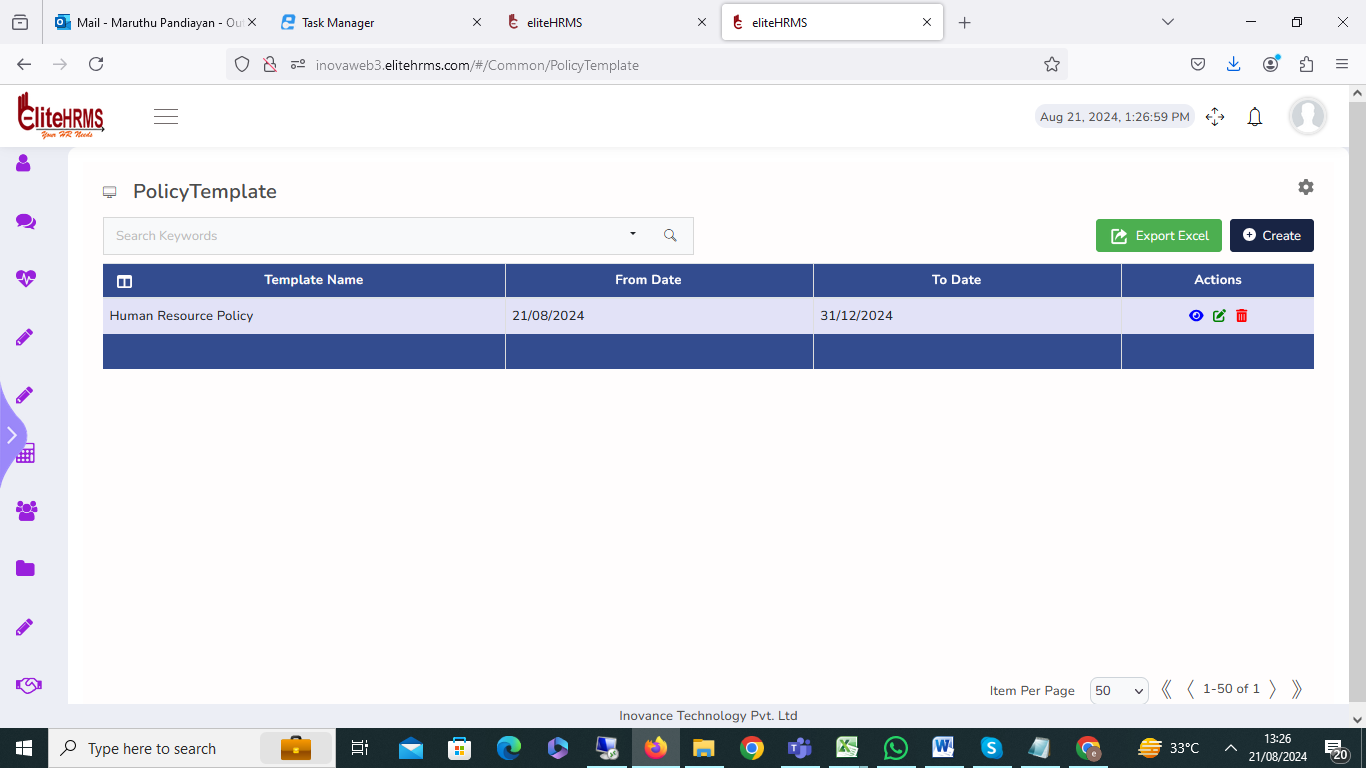 Mail - Maruthu Pandiayan - Ou
Task Manager
eliteHRMS
eliteHRMS
inovaweb3.elitehrms.com/#/Common/PolicyTemplate
EliteHRMS
Your HR Needs
Aug 21, 2024, 1:26:59 PM
PolicyTemplate
Search Keywords
Export Excel
Create
Template Name From Date To Date Actions
Human Resource Policy 21/08/2024 31/12/2024
Item Per Page 50 1-50 of 1
Inovance Technology Pvt. Ltd
Type here to search
33°C
13:26
21/08/2024
20